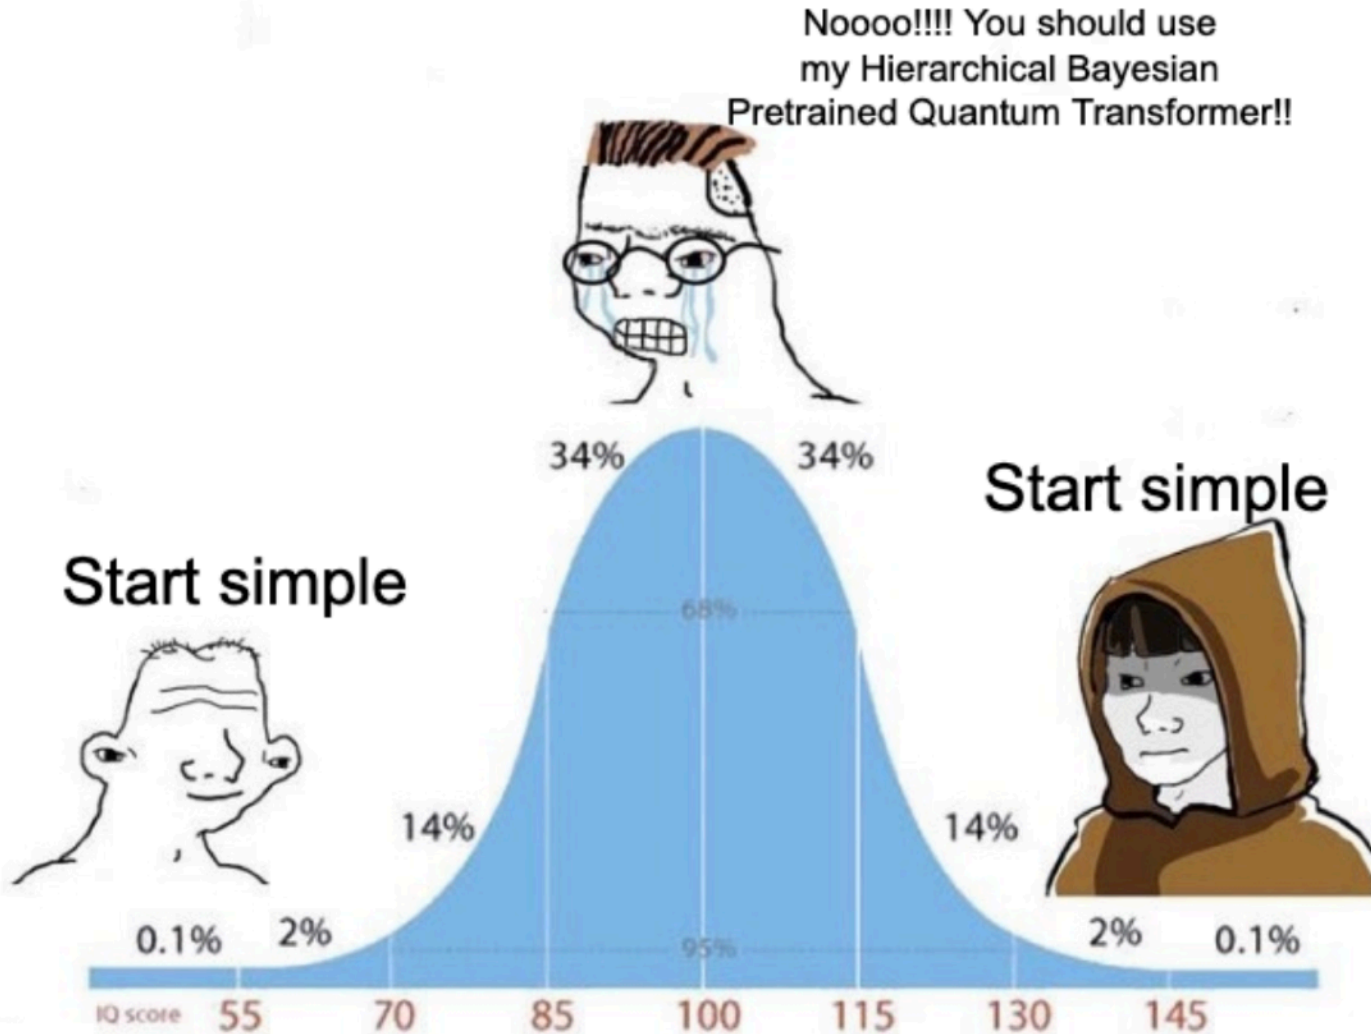 Noooo!!!! You should use
my Hierarchical Bayesian
Pretrained Quantum Transformer!!
34%
34%
Start simple
Start simple
68%
14%
14%
0.1%
2%
95%
2%
0.1%
IQ score 55 70 85 100 115 130 145